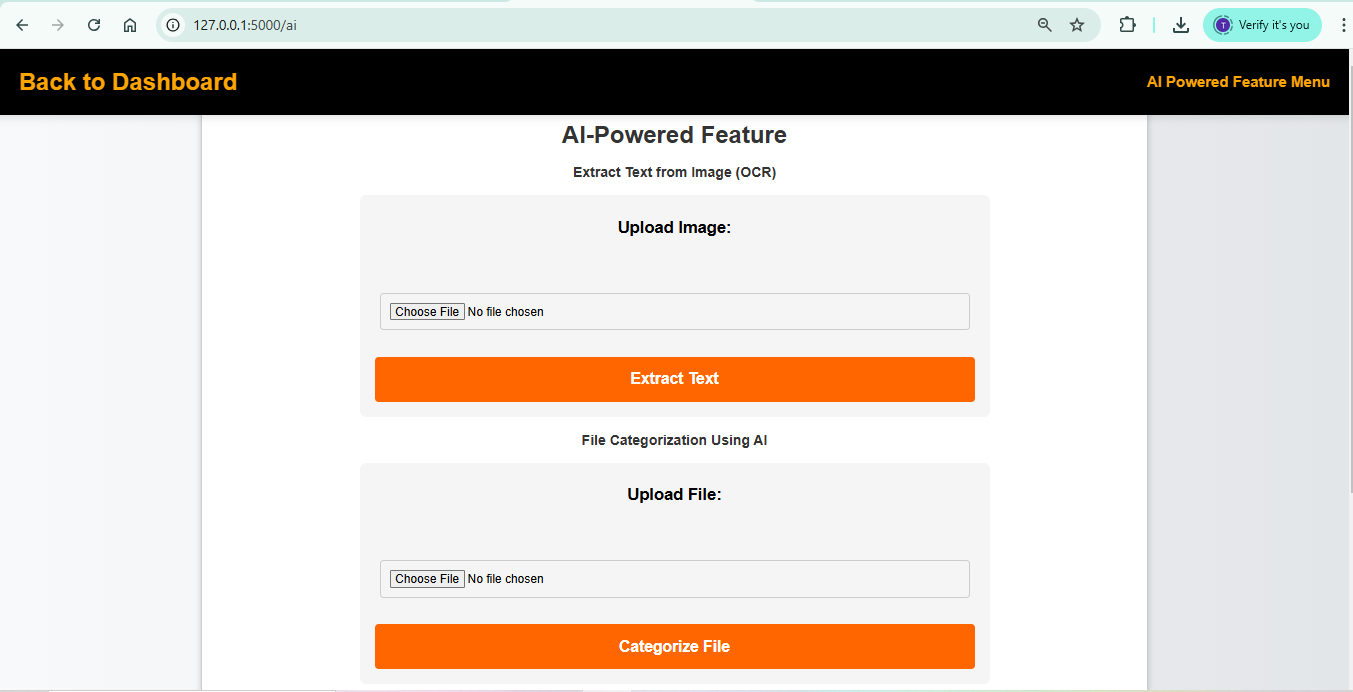 127.0.0.1:5000/ai
T
Verify it's you
Back to Dashboard
AI Powered Feature Menu
AI-Powered Feature
Extract Text from Image (OCR)
Upload Image:
Choose File No file chosen
Extract Text
File Categorization Using AI
Upload File:
Choose File No file chosen
Categorize File